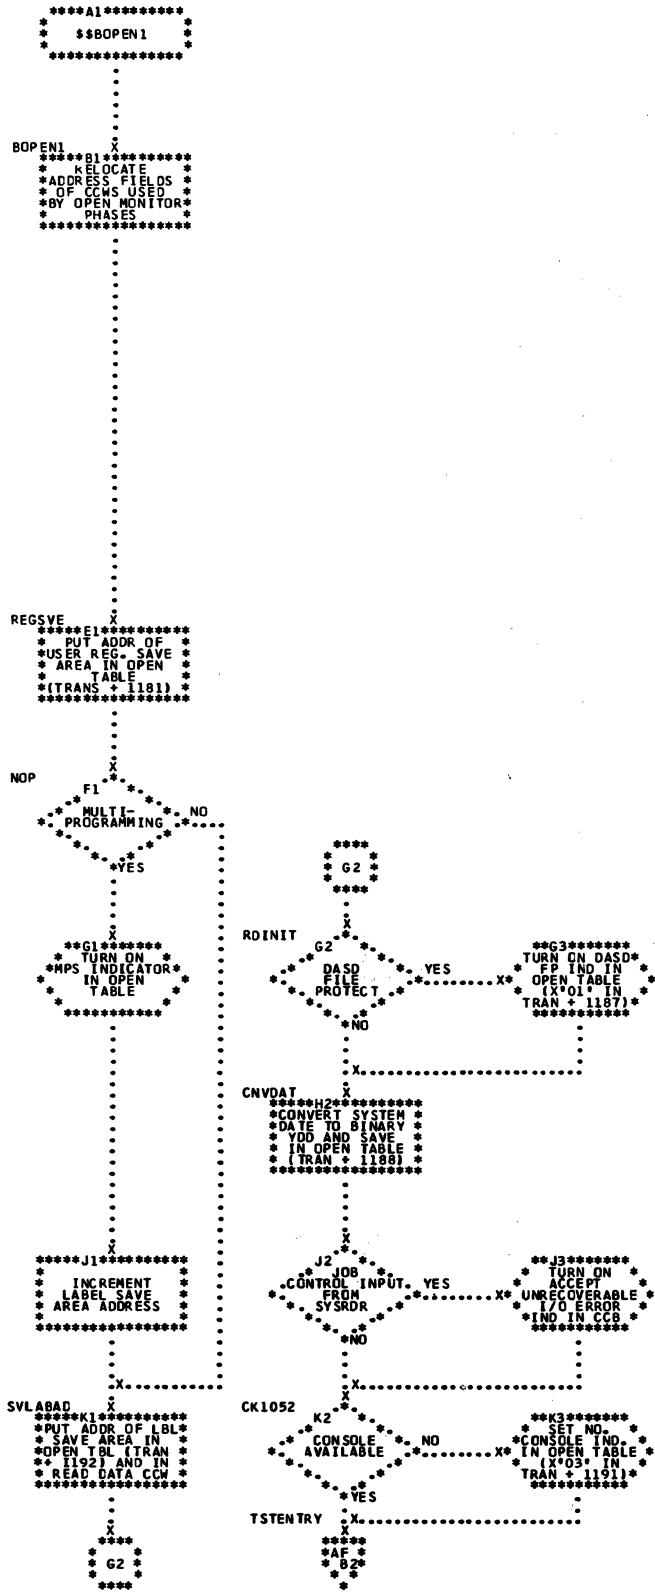 A1
$$BOPEN1
BOPEN1
B1
RELOCATE
ADDRESS FIELDS
OF CCWS USED
BY OPEN MONITOR
PHASES
REGSVE
E1
PUT ADDR OF
USER REG. SAVE
AREA IN OPEN
TABLE
(TRANS + 1181)
NOP
F1
MULTI-
PROGRAMMING
NO
YES
G1
TURN ON
MPS INDICATOR
IN OPEN
TABLE
J1
INCREMENT
LABEL SAVE
AREA ADDRESS
SVLABAD
K1
PUT ADDR OF LBL
SAVE AREA IN
OPEN TBL (TRAN
+ 1192) AND IN
READ DATA CCW
G2
G2
RDINIT
G2
DASD
FILE
PROTECT
YES
NO
G3
TURN ON DASD
FP IND IN
OPEN TABLE
(X'01' IN
TRAN + 1187)
CNVDAT
H2
CONVERT SYSTEM
DATE TO BINARY
YDD AND SAVE
IN OPEN TABLE
(TRAN + 1188)
J2
JOB
CONTROL INPUT
FROM
SYSRDR
YES
NO
J3
TURN ON
ACCEPT
UNRECOVERABLE
I/O ERROR
IND IN CCB
CK1052
K2
CONSOLE
AVAILABLE
NO
YES
K3
SET NO.
CONSOLE IND.
IN OPEN TABLE
(X'03' IN
TRAN + 1191)
TSTENTRY
AF
B2